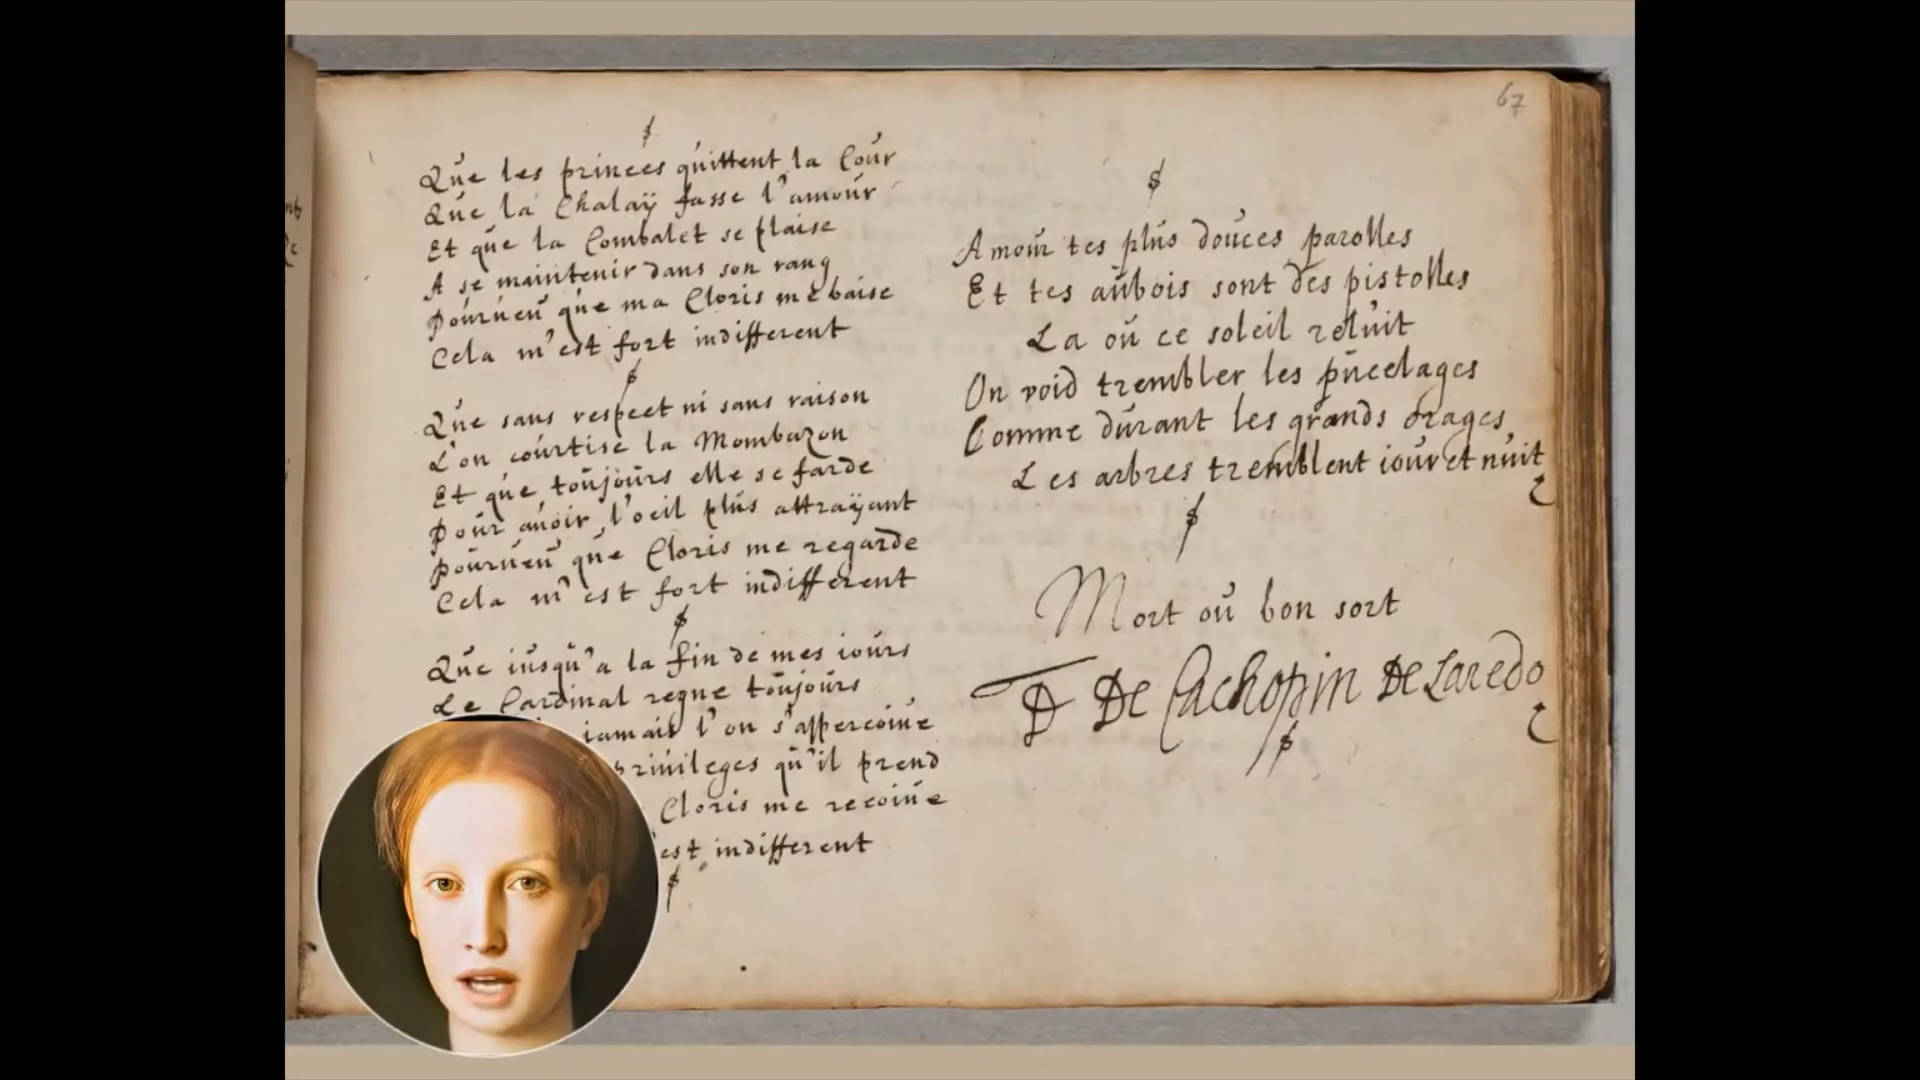 67
Que les princes quittent la Cour
Que la Chalaÿ fasse l'amour
Et que la Combalet se plaise
A se maintenir dans son rang
Pourueu que ma Cloris me baise
Cela m'est fort indifferent
Que sans respect ni sans raison
L'on courtise la Mombazon
Et que toujours elle se farde
Pour auoir l'oeil plus attraÿant
Pourueu que Cloris me regarde
Cela m'est fort indifferent
Que iusqu'a la fin de mes iours
Le Cardinal regne toujours
iamais l'on s'apperçoiue
priuileges qu'il prend
Cloris me reçoiue
est indifferent
Amour tes plus douces parolles
Et tes aubois sont des pistolles
La ou ce soleil reluit
On void trembler les pucelages
Comme durant les grands orages
Les arbres tremblent iour et nuit
Mort ou bon sort
D De Cachopin De Laredo